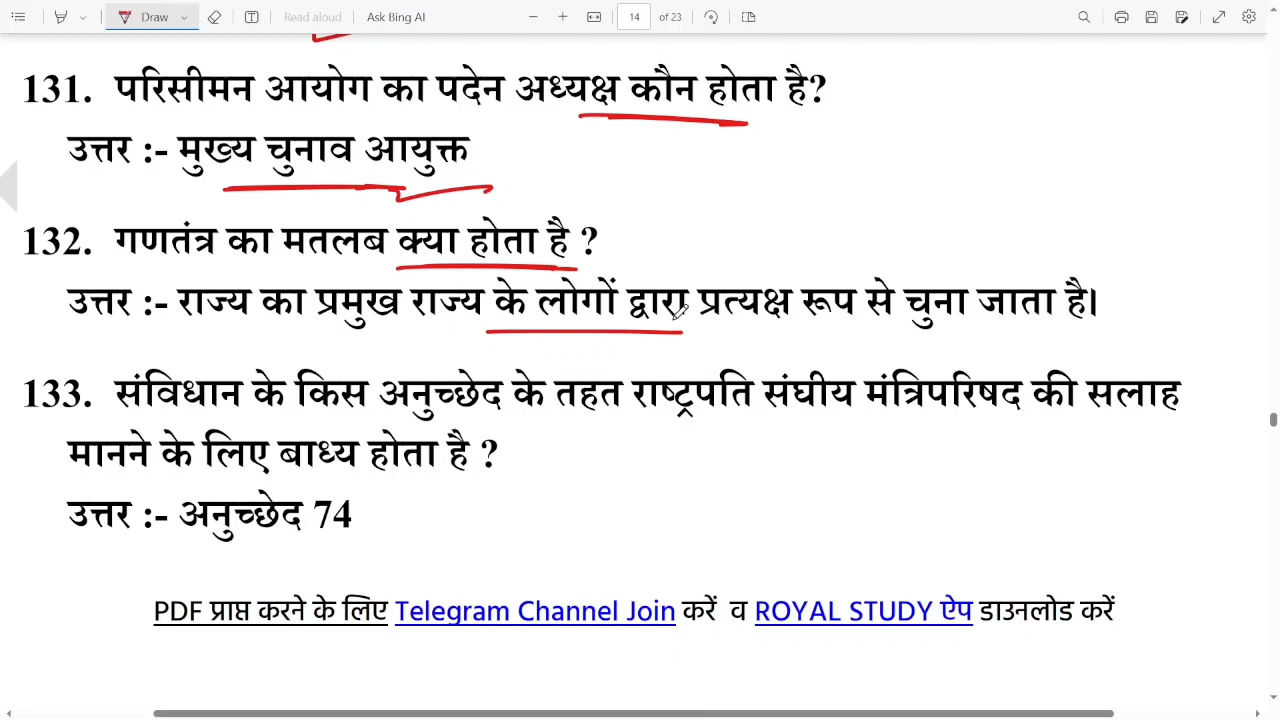 Draw
Read aloud
Ask Bing AI
14
of 23
131. परिसीमन आयोग का पदेन अध्यक्ष कौन होता है?
उत्तर :- मुख्य चुनाव आयुक्त
132. गणतंत्र का मतलब क्या होता है ?
उत्तर :- राज्य का प्रमुख राज्य के लोगों द्वारा प्रत्यक्ष रूप से चुना जाता है।
133. संविधान के किस अनुच्छेद के तहत राष्ट्रपति संघीय मंत्रिपरिषद की सलाह
मानने के लिए बाध्य होता है ?
उत्तर :- अनुच्छेद 74
PDF प्राप्त करने के लिए Telegram Channel Join करें व ROYAL STUDY ऐप डाउनलोड करें